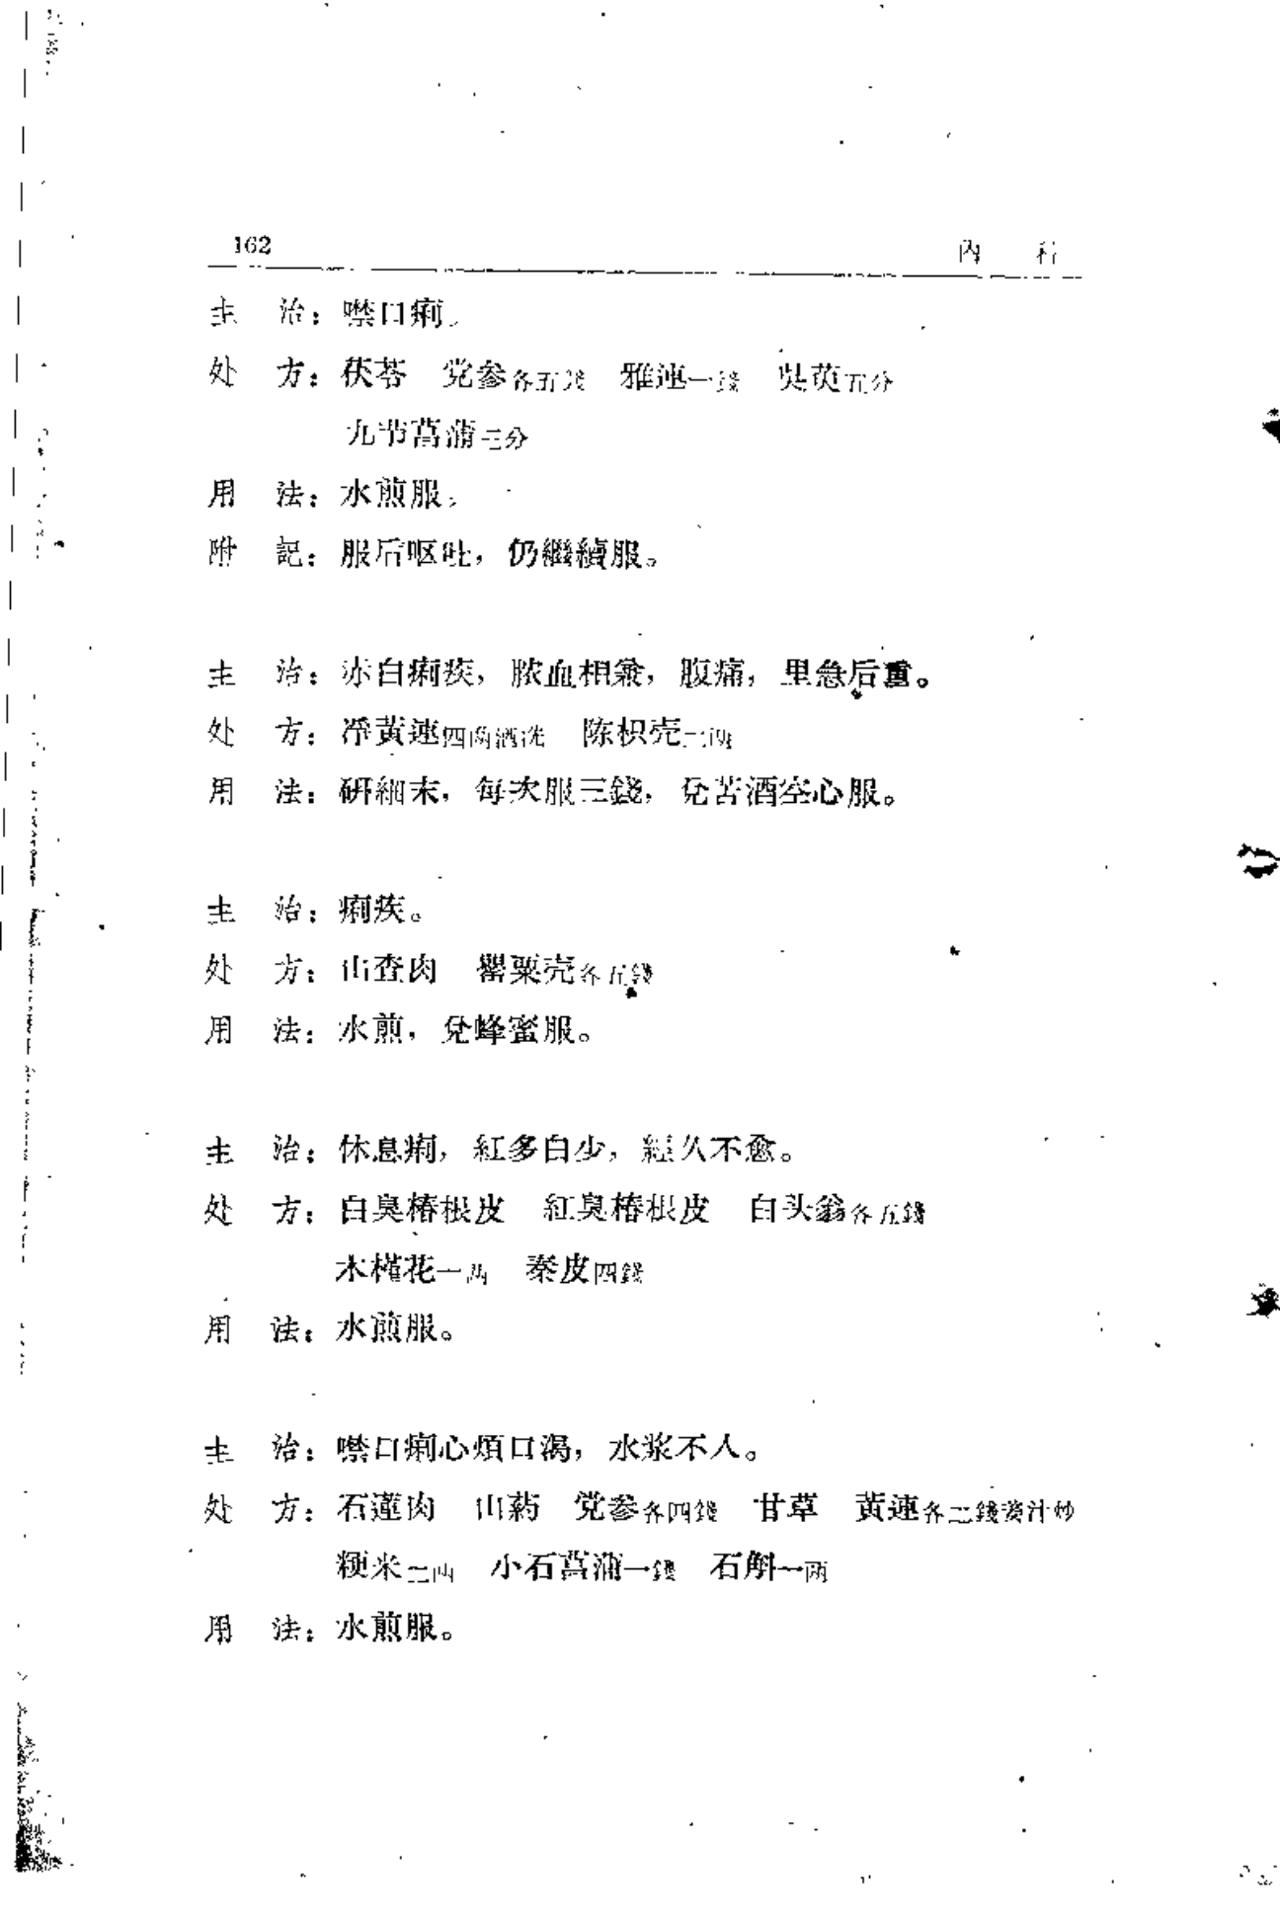 162 內 科
主 治：噤口痢。
处 方：茯苓 党参各五錢 雅連一錢 吳萸五分
九节菖蒲三分
用 法：水煎服。
附 記：服后呕吐，仍繼續服。
主 治：赤白痢疾，脓血相兼，腹痛，里急后重。
处 方：黃連四兩酒洗 陈枳壳二兩
用 法：研細末，每次服三錢，兌苦酒空心服。
主 治：痢疾。
处 方：山查肉 罂粟壳各五錢
用 法：水煎，兌蜂蜜服。
主 治：休息痢，紅多白少，經久不愈。
处 方：白臭椿根皮 紅臭椿根皮 白头翁各五錢
木槿花一兩 秦皮四錢
用 法：水煎服。
主 治：噤口痢心煩口渴，水浆不入。
处 方：石蓮肉 山葯 党参各四錢 甘草 黃連各二錢姜汁炒
粳米三兩 小石菖蒲一錢 石斛一兩
用 法：水煎服。